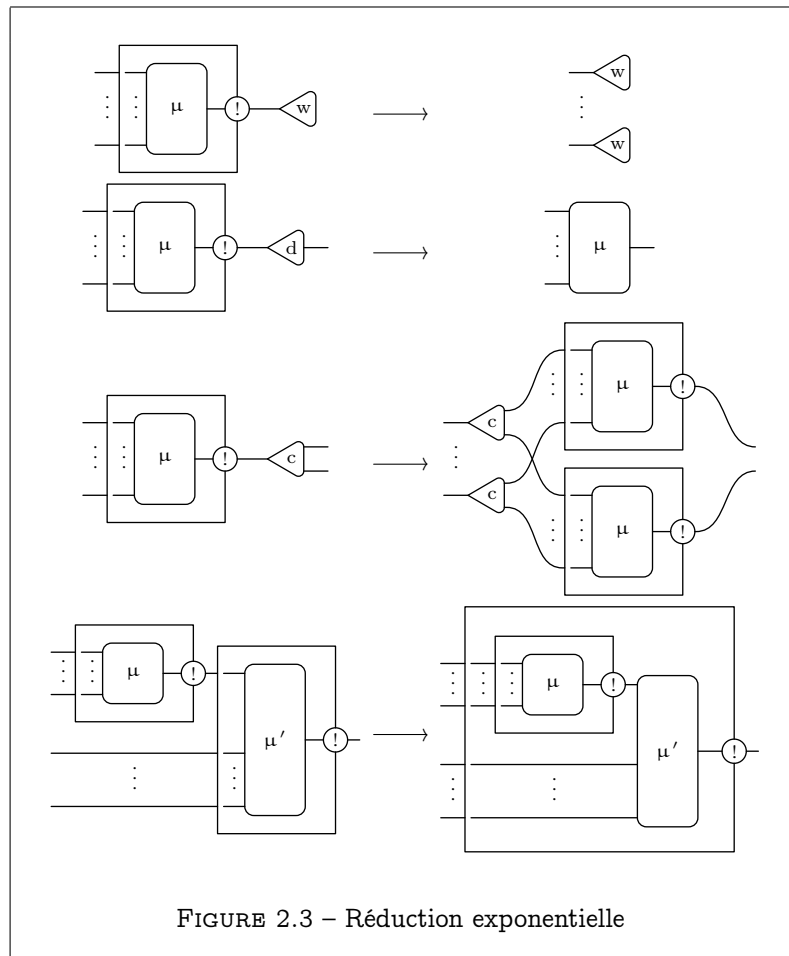 μ ! w → w
w
μ ! d → μ
μ ! c → c c μ ! μ !
μ ! μ′ ! → μ ! μ′ !
FIGURE 2.3 – Réduction exponentielle